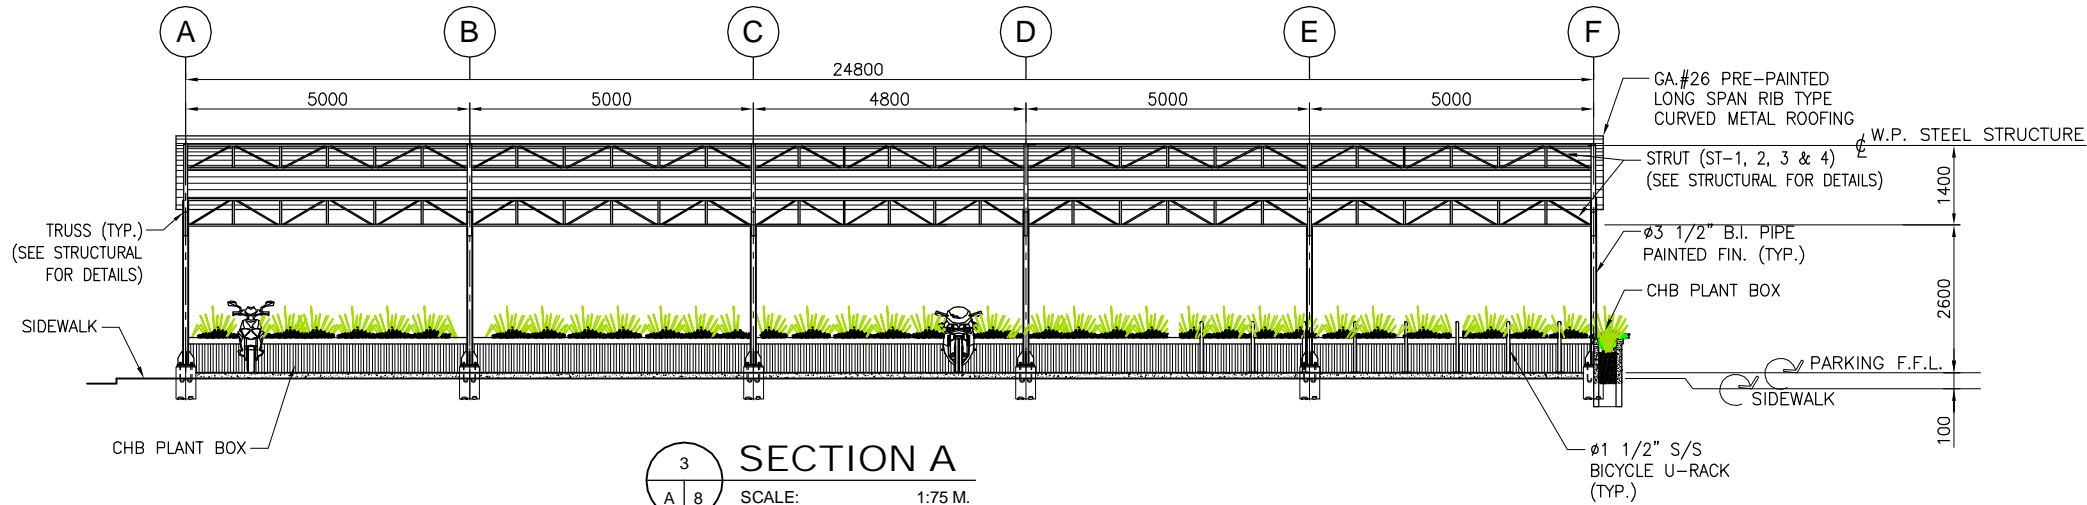 A B C D E F
24800
5000 5000 4800 5000 5000
GA.#26 PRE-PAINTED
LONG SPAN RIB TYPE
CURVED METAL ROOFING
W.P. STEEL STRUCTURE
STRUT (ST-1, 2, 3 & 4)
(SEE STRUCTURAL FOR DETAILS)
1400
TRUSS (TYP.)
(SEE STRUCTURAL
FOR DETAILS)
ø3 1/2" B.I. PIPE
PAINTED FIN. (TYP.)
CHB PLANT BOX
2600
SIDEWALK
PARKING F.F.L.
SIDEWALK
100
CHB PLANT BOX
ø1 1/2" S/S
BICYCLE U-RACK
(TYP.)
3 SECTION A
A 8 SCALE: 1:75 M.